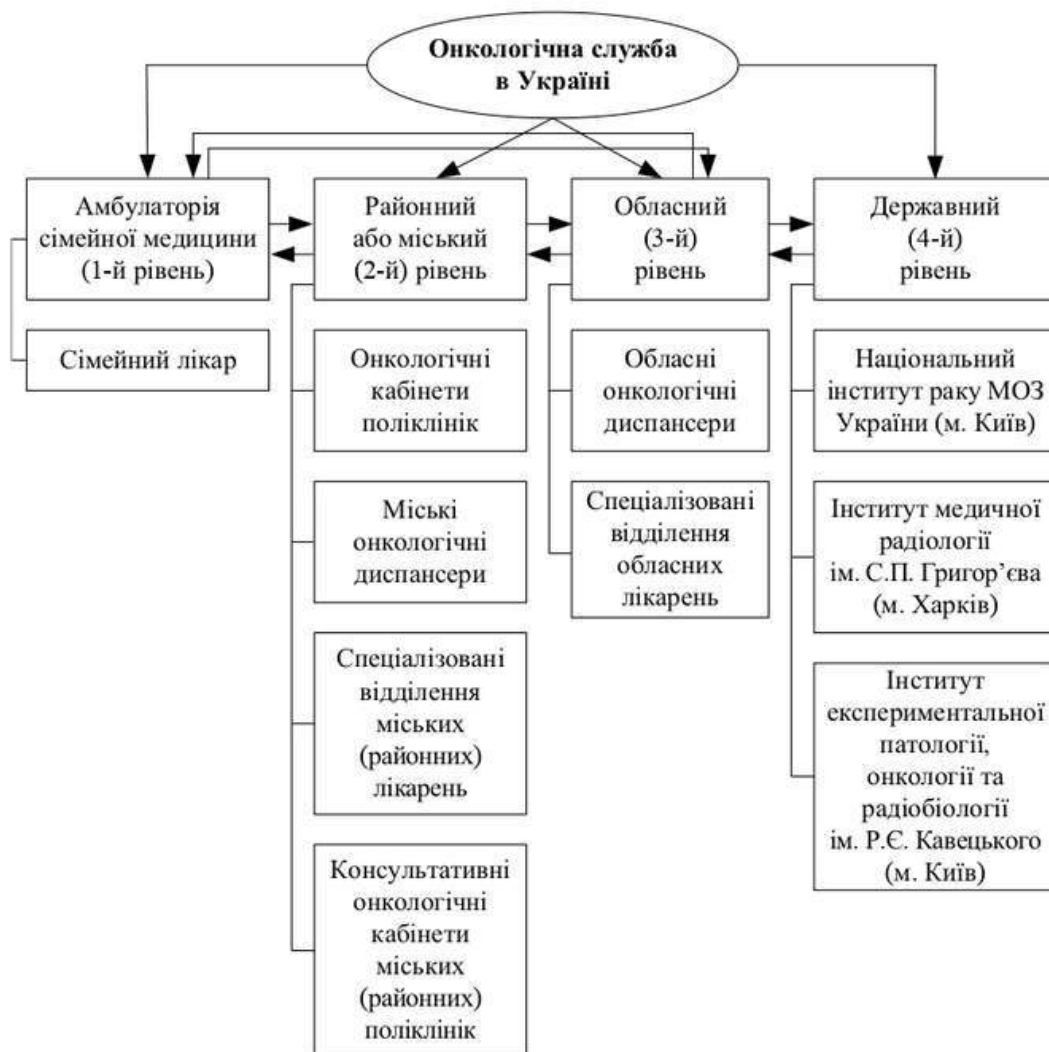 Онкологічна служба
в Україні
Амбулаторія
сімейної медицини
(1-й рівень)
Районний
або міський
(2-й) рівень
Обласний
(3-й)
рівень
Державний
(4-й)
рівень
Сімейний лікар
Онкологічні
кабінети
поліклінік
Міські
онкологічні
диспансери
Спеціалізовані
відділення
міських
(районних)
лікарень
Консультативні
онкологічні
кабінети
міських
(районних)
поліклінік
Обласні
онкологічні
диспансери
Спеціалізовані
відділення
обласних
лікарень
Національний
інститут раку МОЗ
України (м. Київ)
Інститут медичної
радіології
ім. С.П. Григор’єва
(м. Харків)
Інститут
експериментальної
патології,
онкології та
радіобіології
ім. Р.Є. Кавецького
(м. Київ)